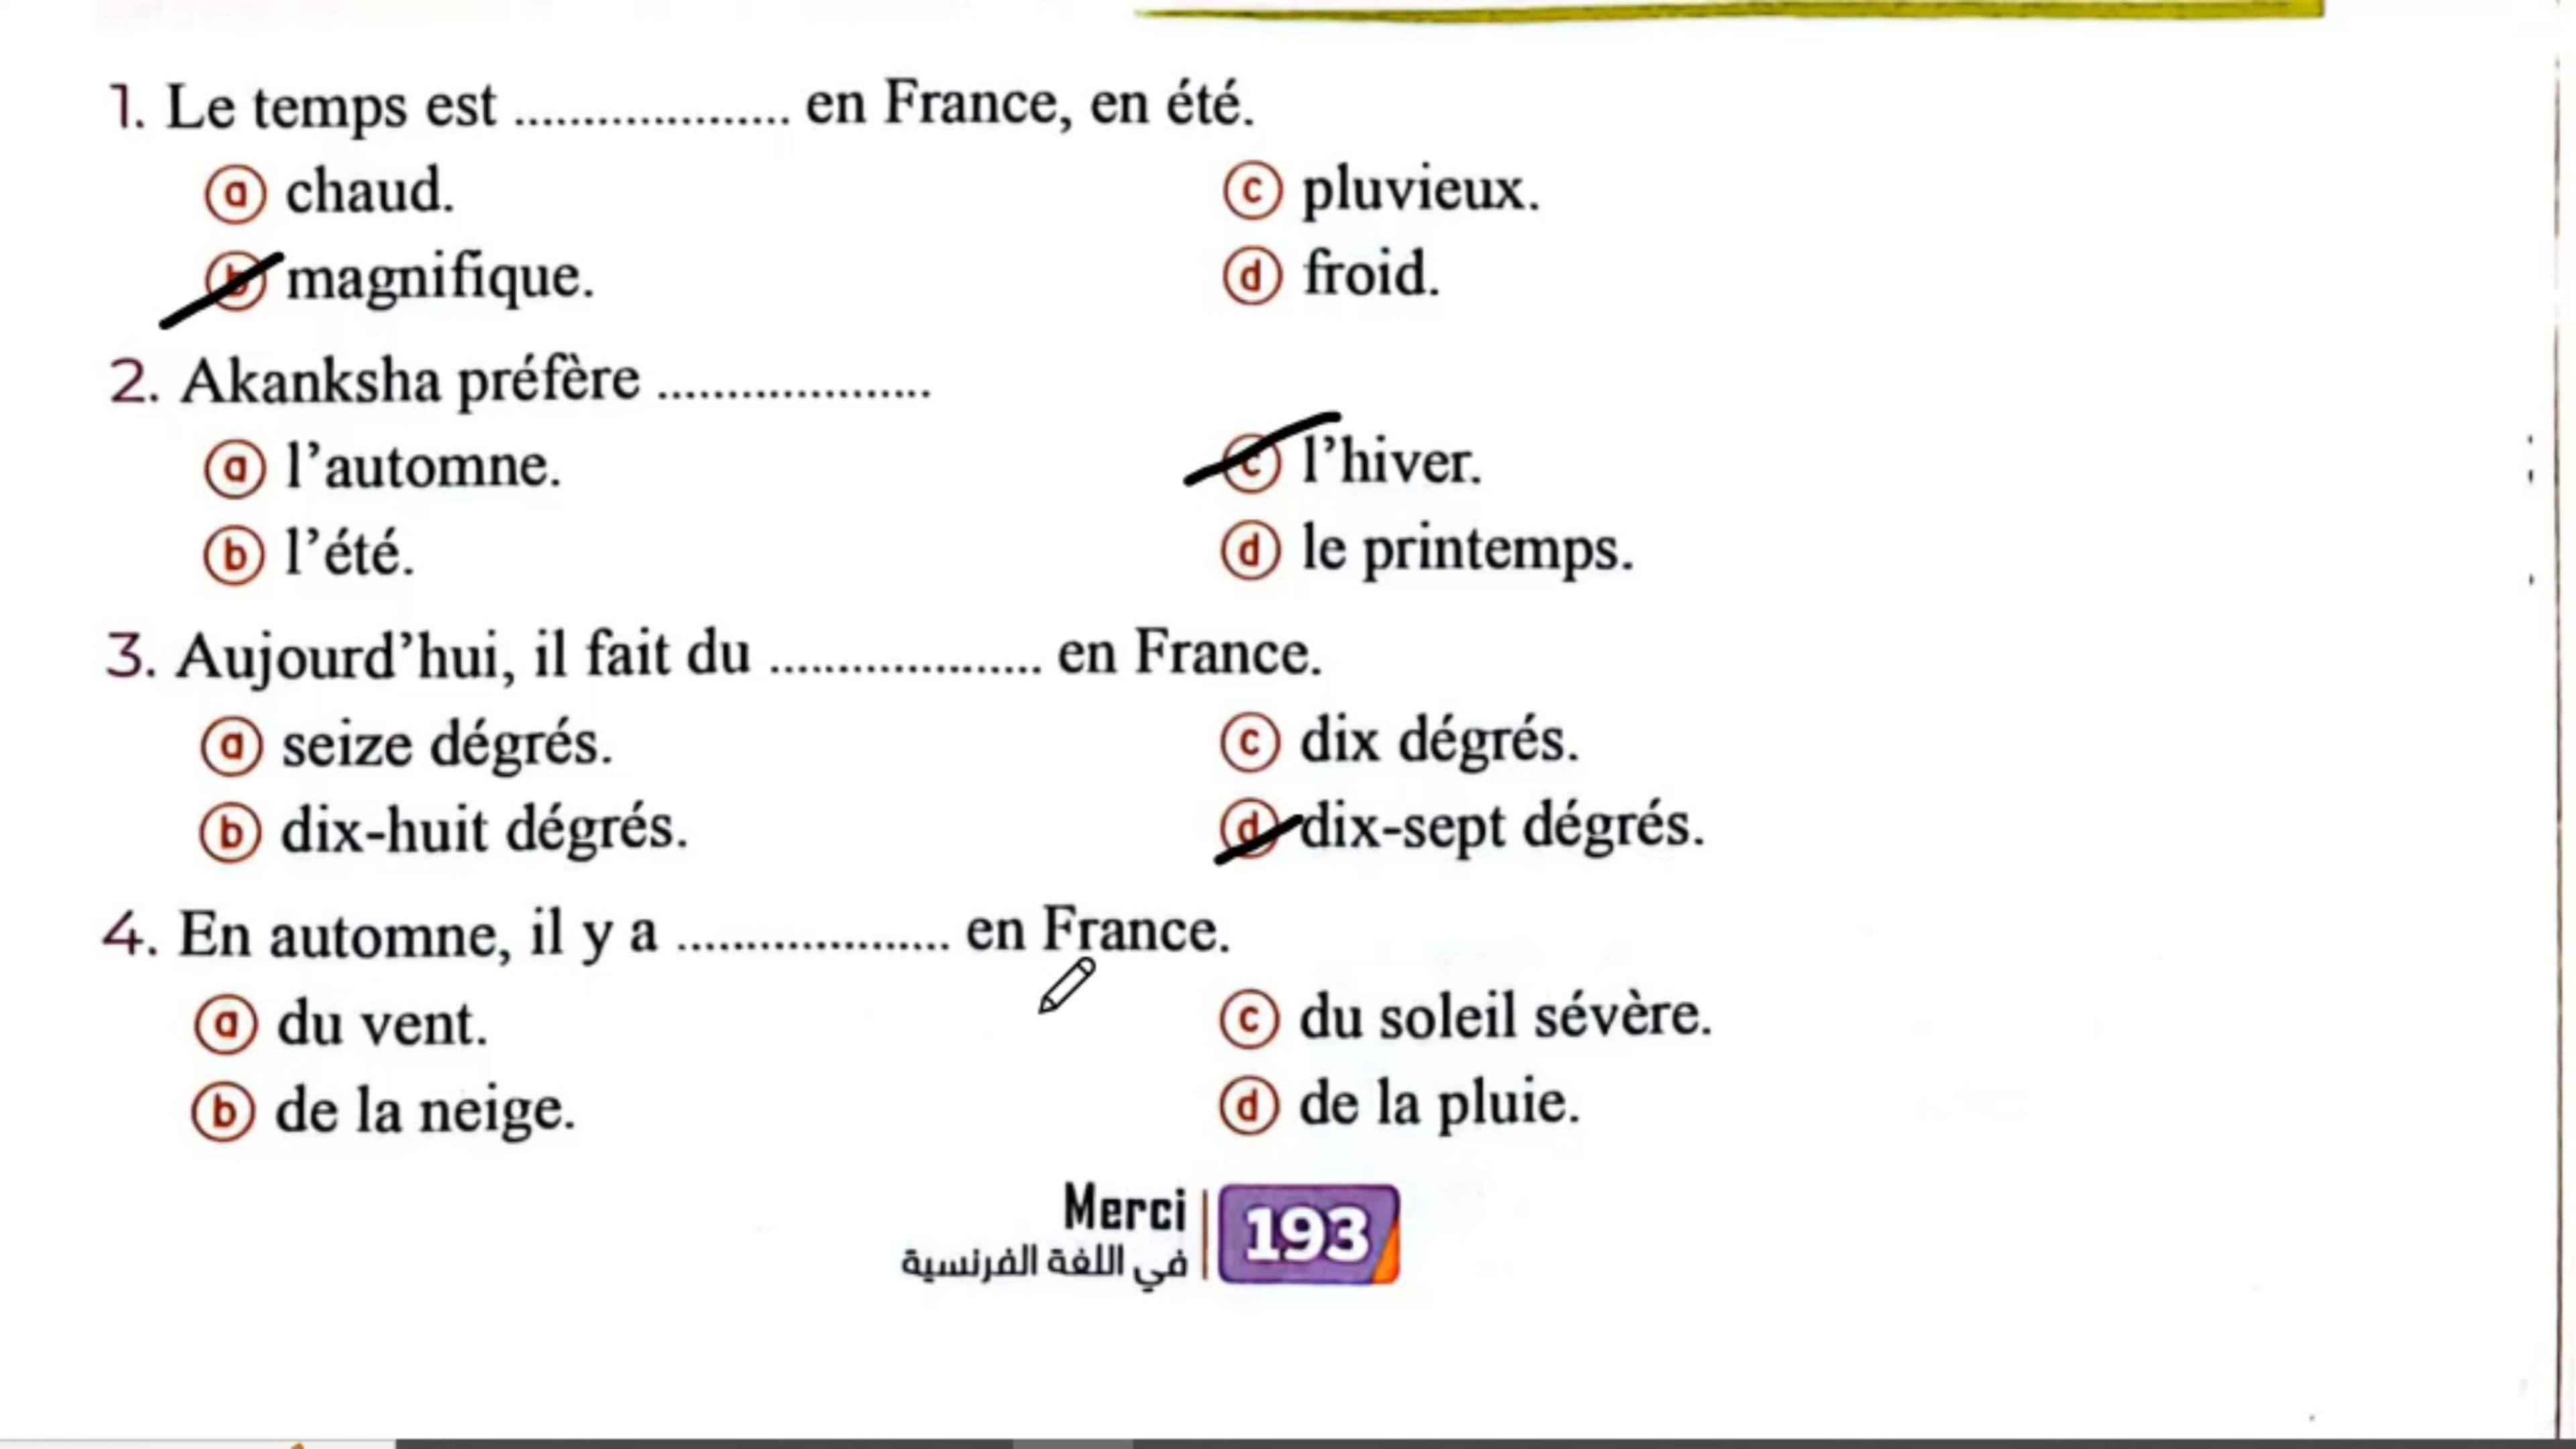 1. Le temps est .................... en France, en été.
a chaud.
c pluvieux.
b magnifique.
d froid.
2. Akanksha préfère ....................
a l’automne.
c l’hiver.
b l’été.
d le printemps.
3. Aujourd’hui, il fait du .................... en France.
a seize dégrés.
c dix dégrés.
b dix-huit dégrés.
d dix-sept dégrés.
4. En automne, il y a .................... en France.
a du vent.
c du soleil sévère.
b de la neige.
d de la pluie.
Merci
في اللغة الفرنسية
193